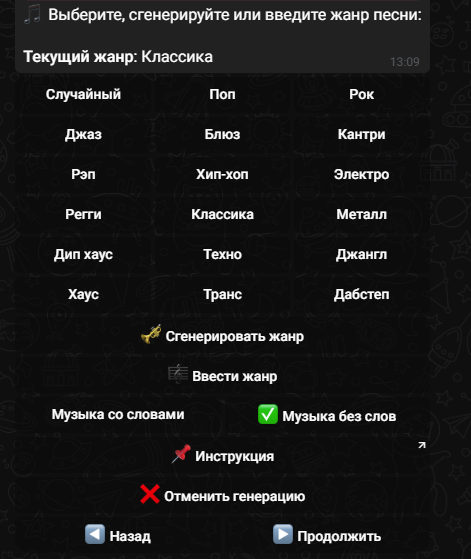 Выберите, сгенерируйте или введите жанр песни:
Текущий жанр: Классика
13:09
Случайный Поп Рок
Джаз Блюз Кантри
Рэп Хип-хоп Электро
Регги Классика Металл
Дип хаус Техно Джангл
Хаус Транс Дабстеп
Сгенерировать жанр
Ввести жанр
Музыка со словами Музыка без слов
Инструкция
Отменить генерацию
Назад Продолжить